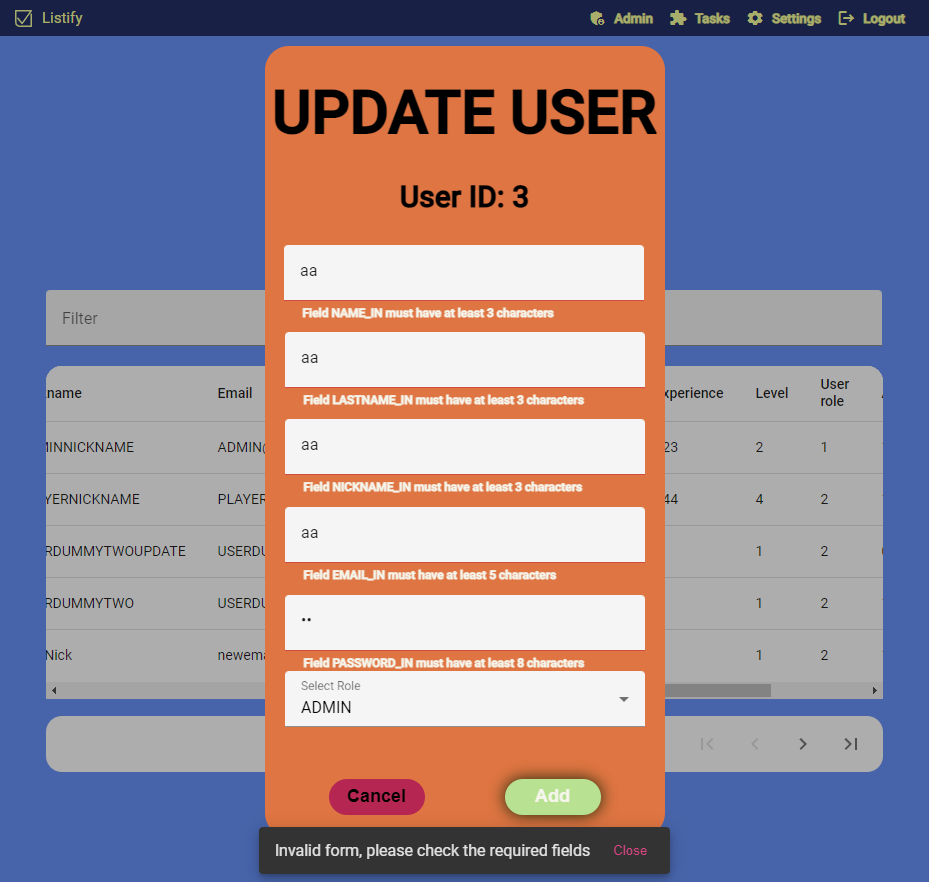 Listify
Admin Tasks Settings Logout
UPDATE USER
User ID: 3
aa
Field NAME_IN must have at least 3 characters
aa
Field LASTNAME_IN must have at least 3 characters
aa
Field NICKNAME_IN must have at least 3 characters
aa
Field EMAIL_IN must have at least 5 characters
••
Field PASSWORD_IN must have at least 8 characters
Select Role
ADMIN
Cancel Add
Invalid form, please check the required fields Close
Filter
name Email xperience Level User role
MINNICKNAME ADMIN@ 23 2 1
YERNICKNAME PLAYER 44 4 2
RDUMMYTWOUPDATE USERDU 1 2
RDUMMYTWO USERDU 1 2
Nick newema 1 2